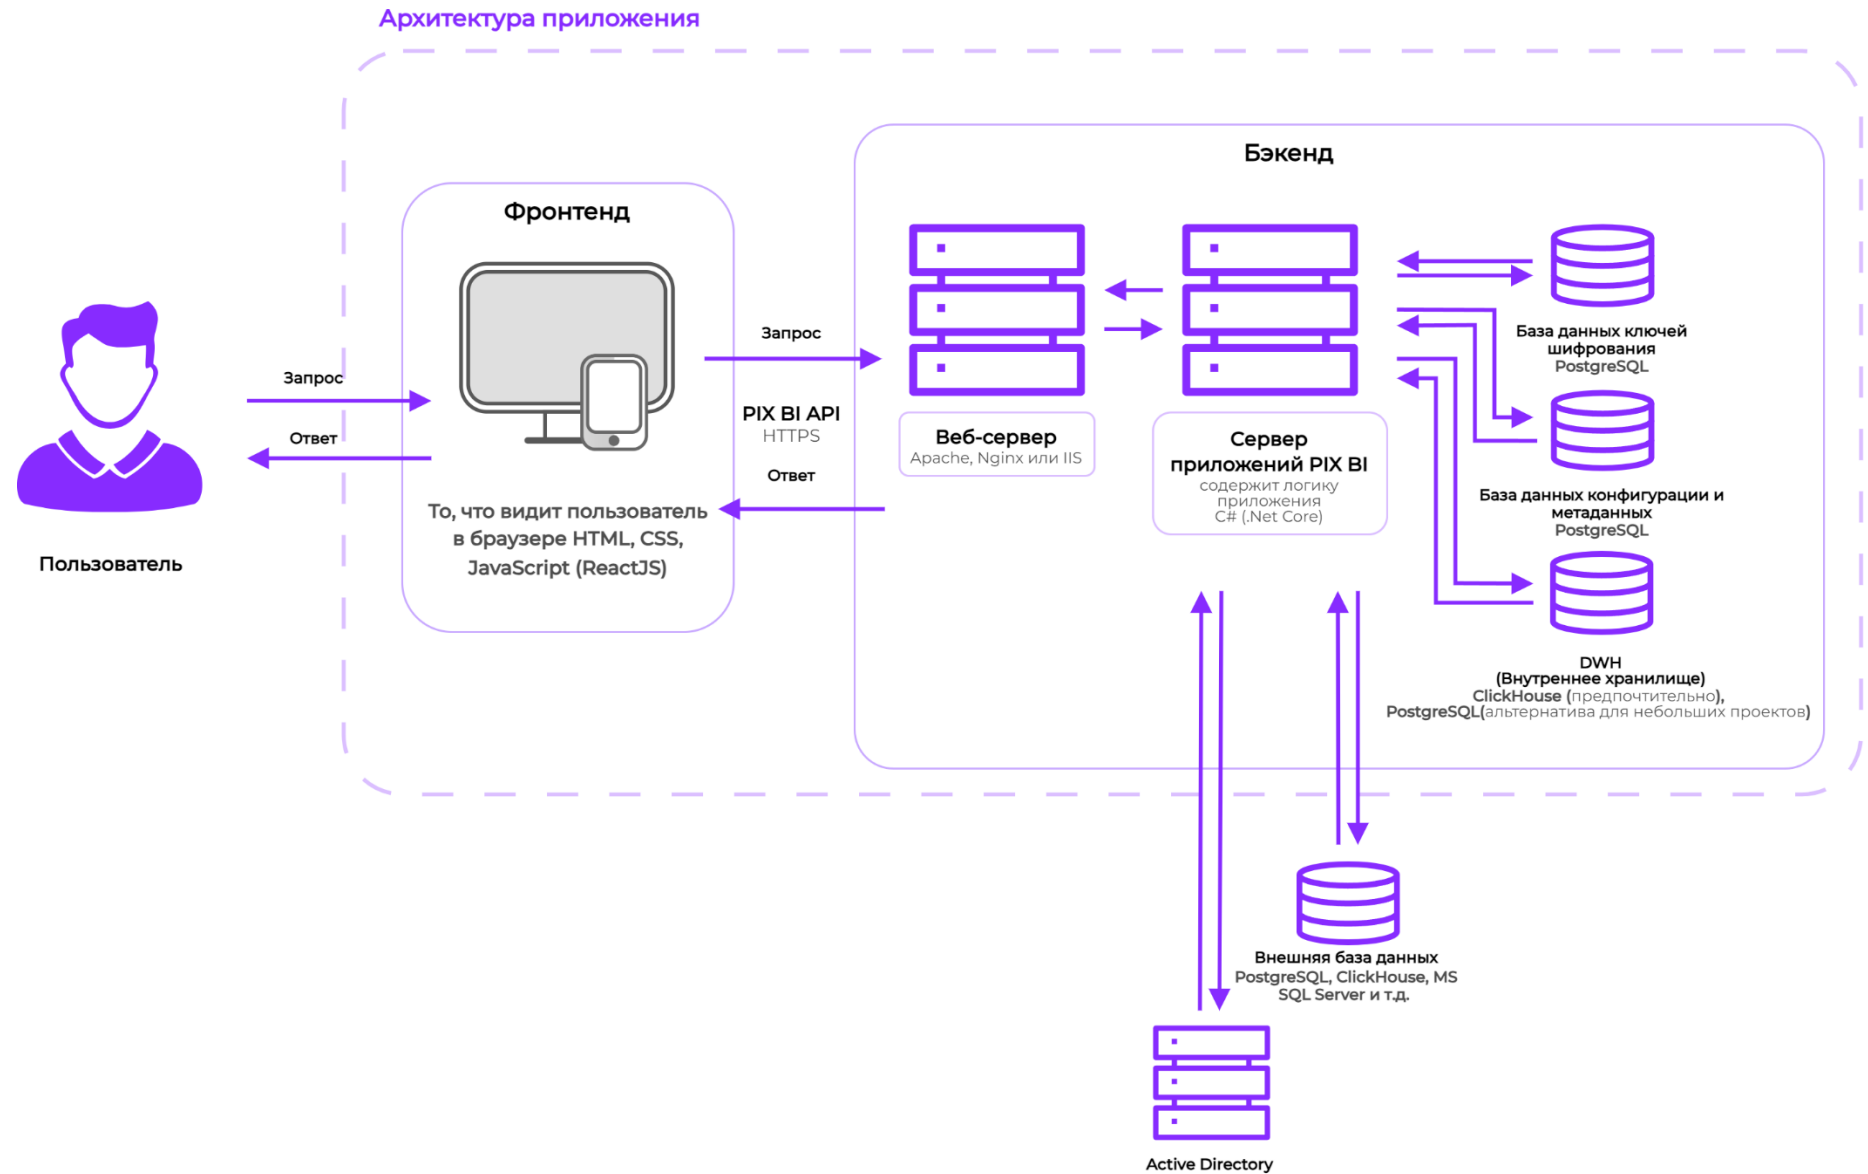 Архитектура приложения
Бэкенд
Фронтенд
Запрос
Ответ
Пользователь
То, что видит пользователь
в браузере HTML, CSS,
JavaScript (ReactJS)
Запрос
PIX BI API
HTTPS
Ответ
Веб-сервер
Apache, Nginx или IIS
Сервер
приложений PIX BI
содержит логику
приложения
C# (.Net Core)
База данных ключей
шифрования
PostgreSQL
База данных конфигурации и
метаданных
PostgreSQL
DWH
(Внутреннее хранилище)
ClickHouse (предпочтительно),
PostgreSQL(альтернатива для небольших проектов)
Внешняя база данных
PostgreSQL, ClickHouse, MS
SQL Server и т.д.
Active Directory